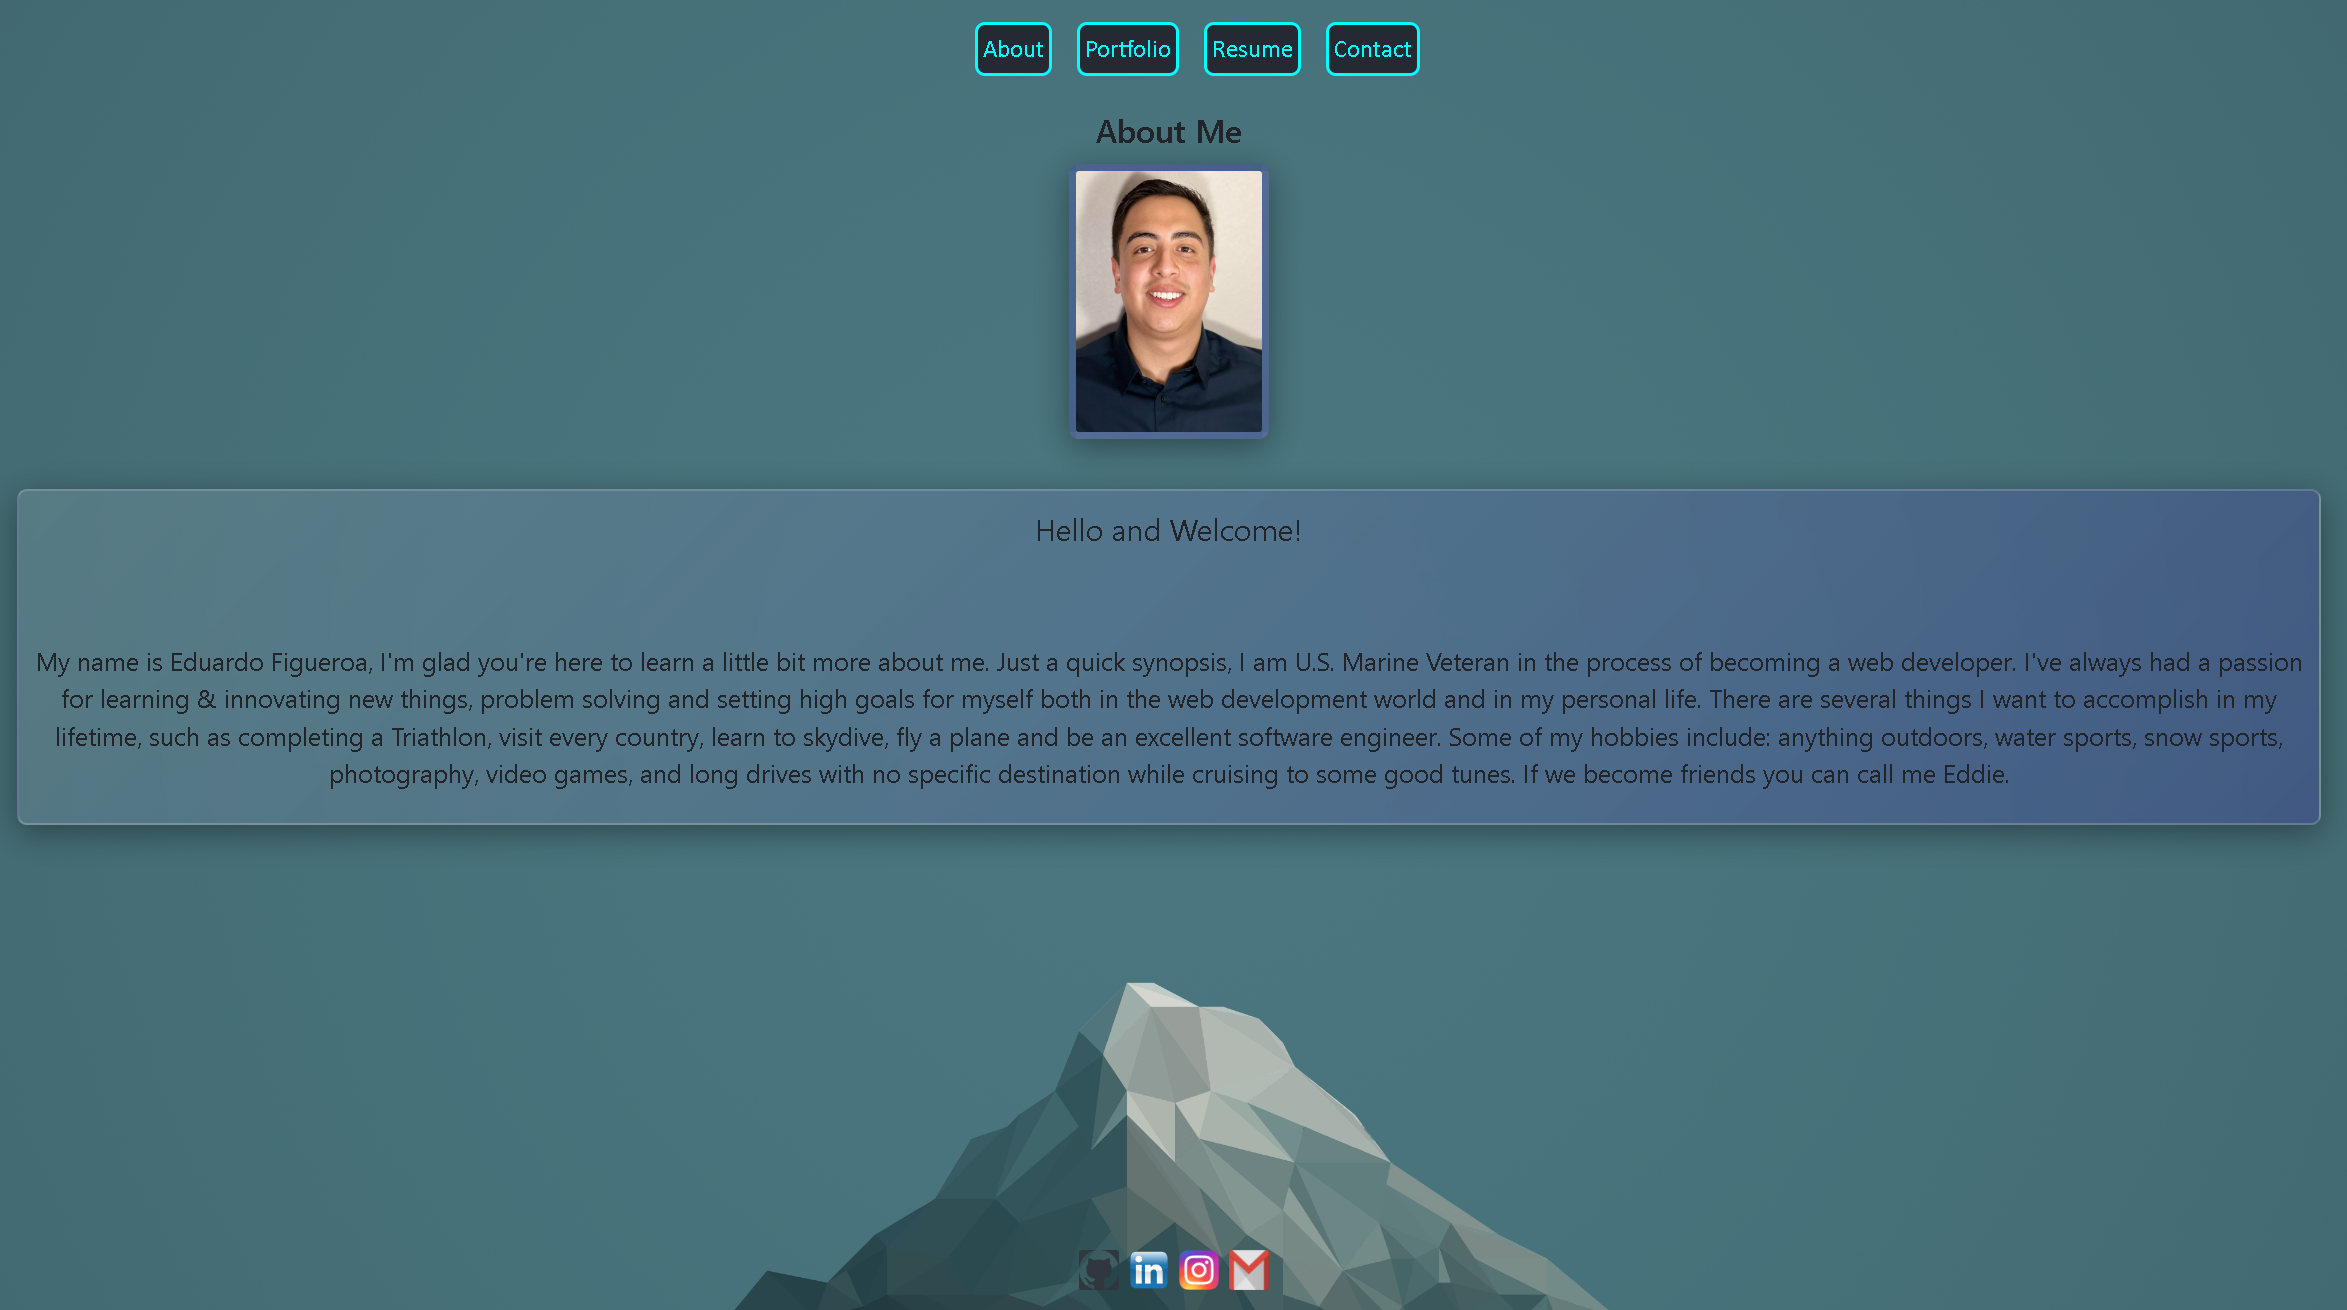 About Portfolio Resume Contact
About Me
Hello and Welcome!
My name is Eduardo Figueroa, I'm glad you're here to learn a little bit more about me. Just a quick synopsis, I am U.S. Marine Veteran in the process of becoming a web developer. I've always had a passion
for learning & innovating new things, problem solving and setting high goals for myself both in the web development world and in my personal life. There are several things I want to accomplish in my
lifetime, such as completing a Triathlon, visit every country, learn to skydive, fly a plane and be an excellent software engineer. Some of my hobbies include: anything outdoors, water sports, snow sports,
photography, video games, and long drives with no specific destination while cruising to some good tunes. If we become friends you can call me Eddie.
in